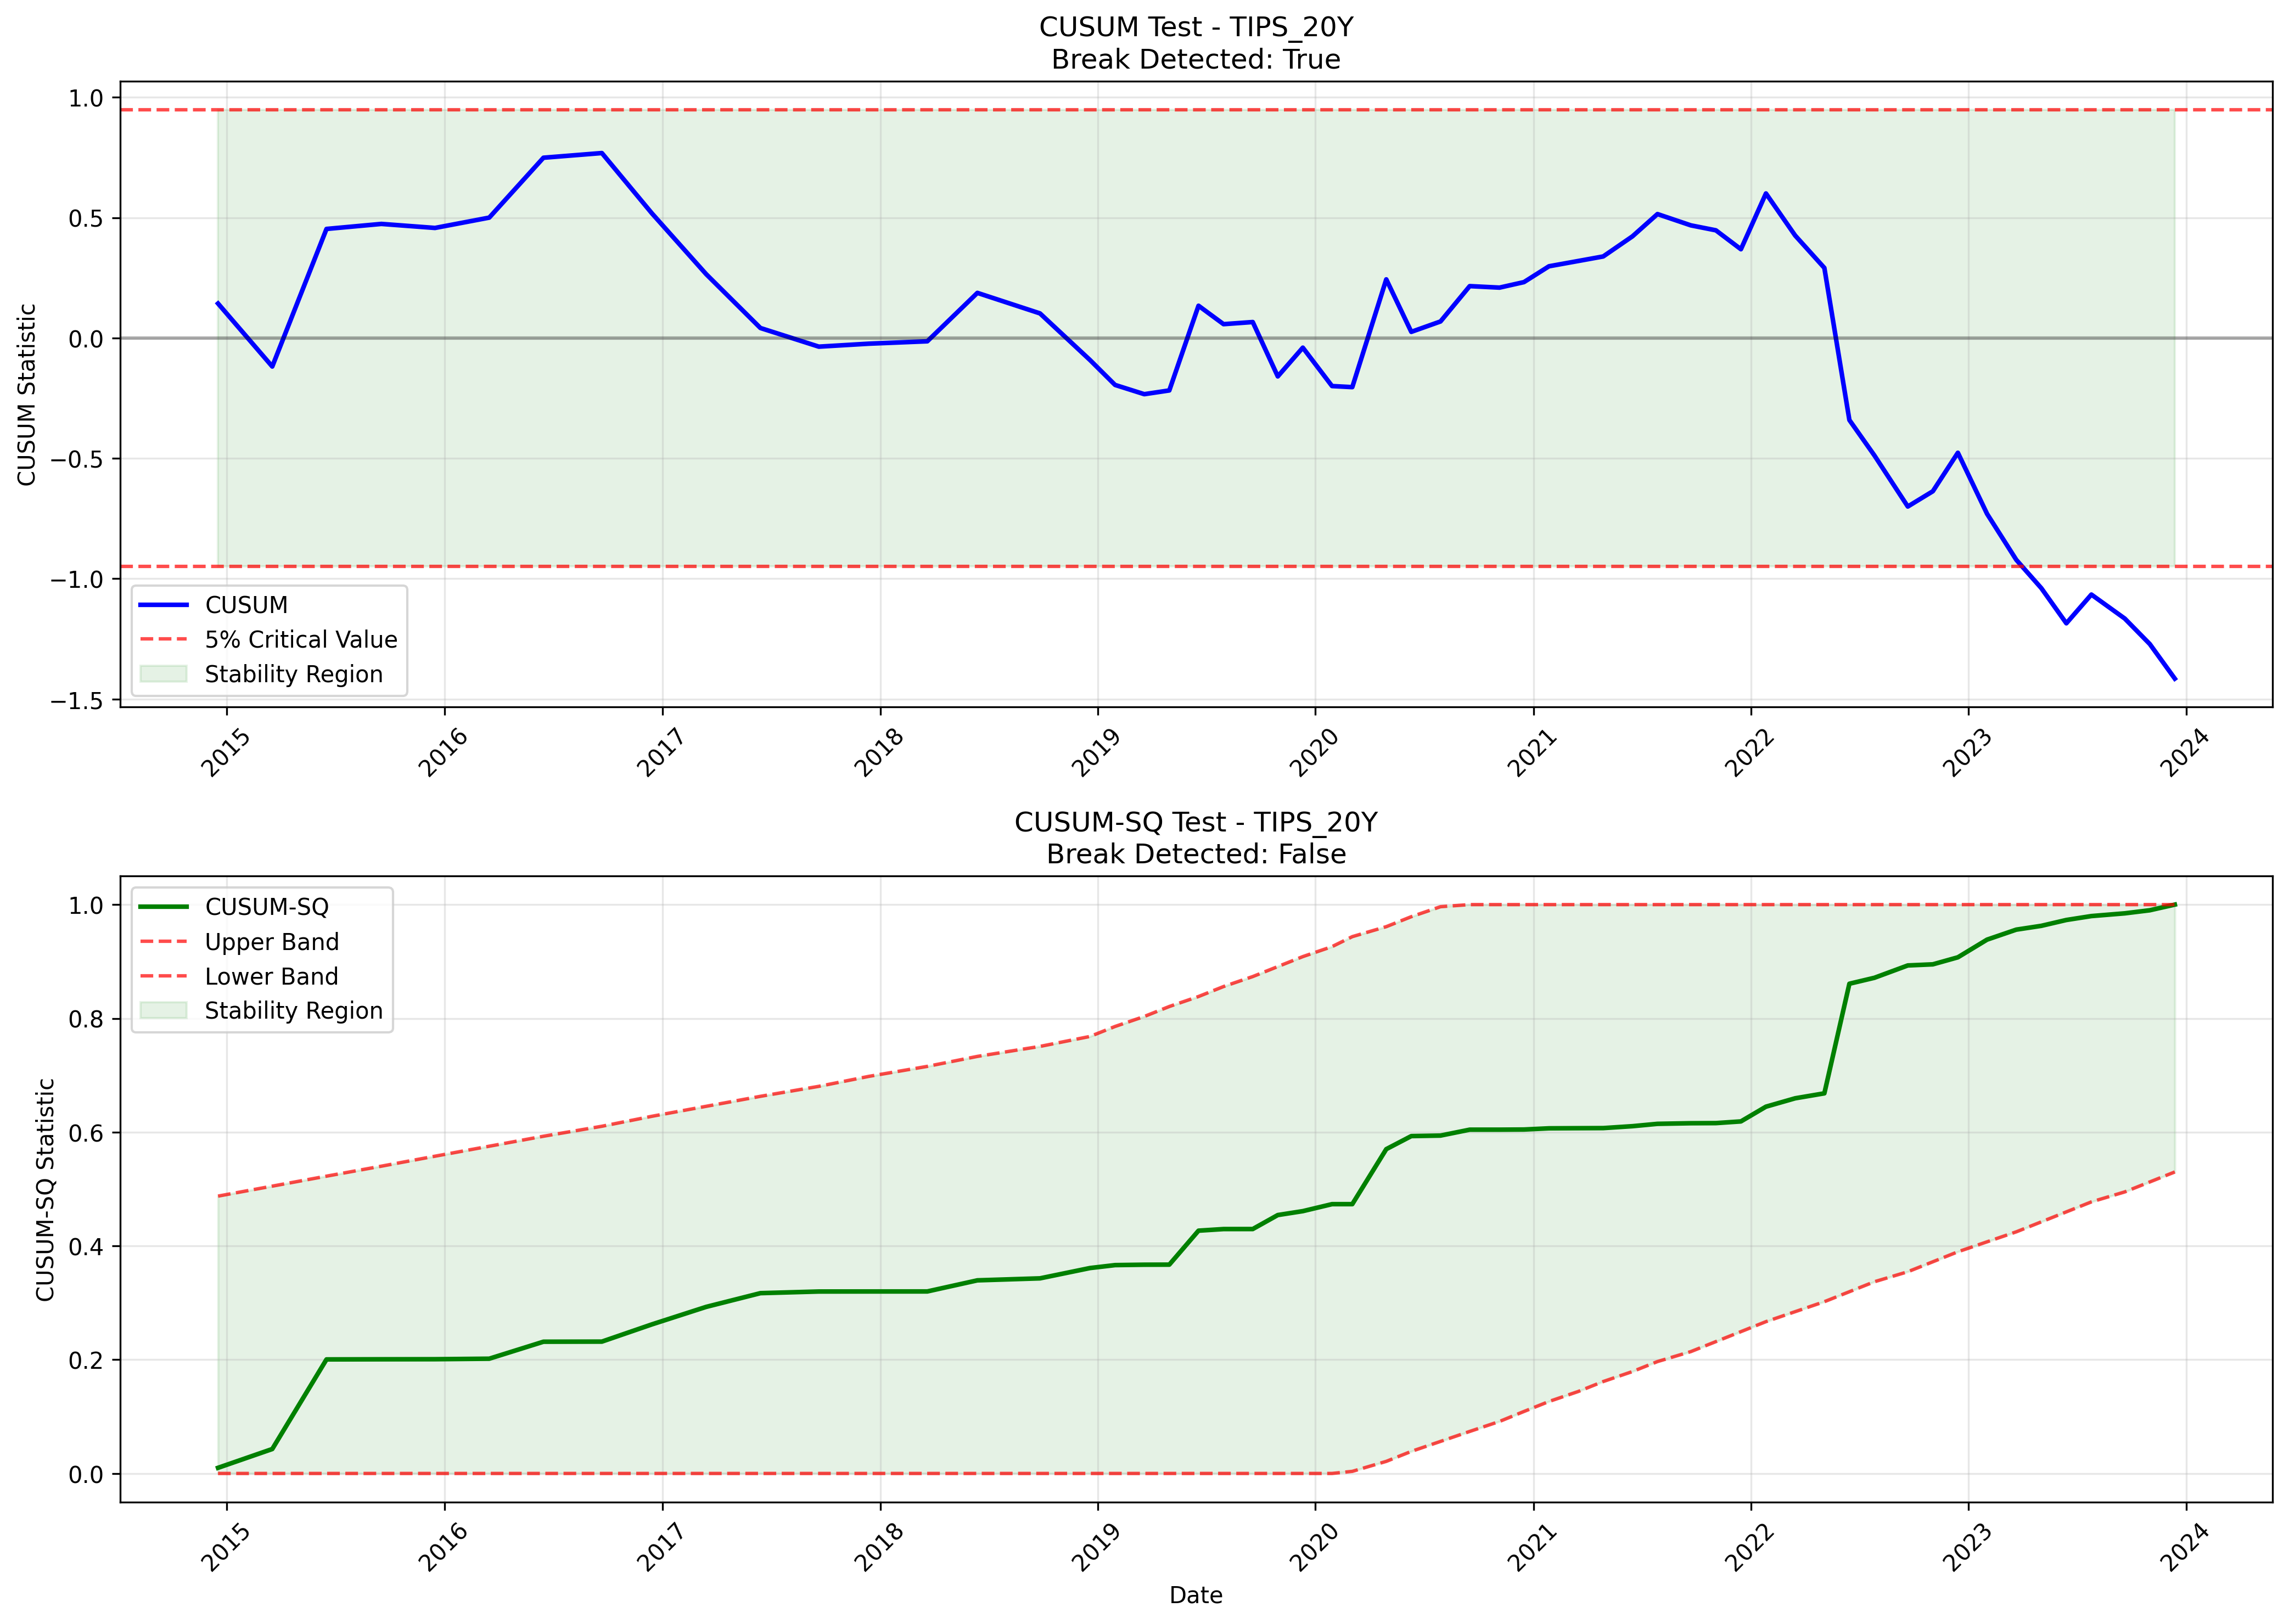 CUSUM Test - TIPS_20Y
Break Detected: True
CUSUM Statistic
1.0
0.5
0.0
−0.5
−1.0
−1.5
CUSUM
5% Critical Value
Stability Region
2015
2016
2017
2018
2019
2020
2021
2022
2023
2024
CUSUM-SQ Test - TIPS_20Y
Break Detected: False
CUSUM-SQ Statistic
1.0
0.8
0.6
0.4
0.2
0.0
CUSUM-SQ
Upper Band
Lower Band
Stability Region
2015
2016
2017
2018
2019
2020
2021
2022
2023
2024
Date